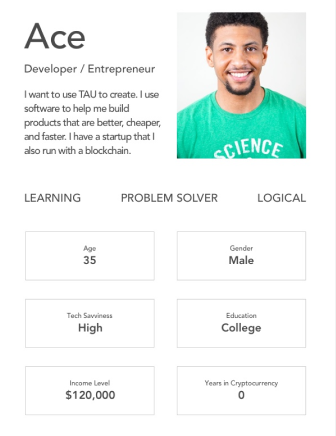 Ace
Developer / Entrepreneur
I want to use TAU to create. I use
software to help me build
products that are better, cheaper,
and faster. I have a startup that I
also run with a blockchain.
SCIENCE
LEARNING PROBLEM SOLVER LOGICAL
Age
35
Gender
Male
Tech Savviness
High
Education
College
Income Level
$120,000
Years in Cryptocurrency
0